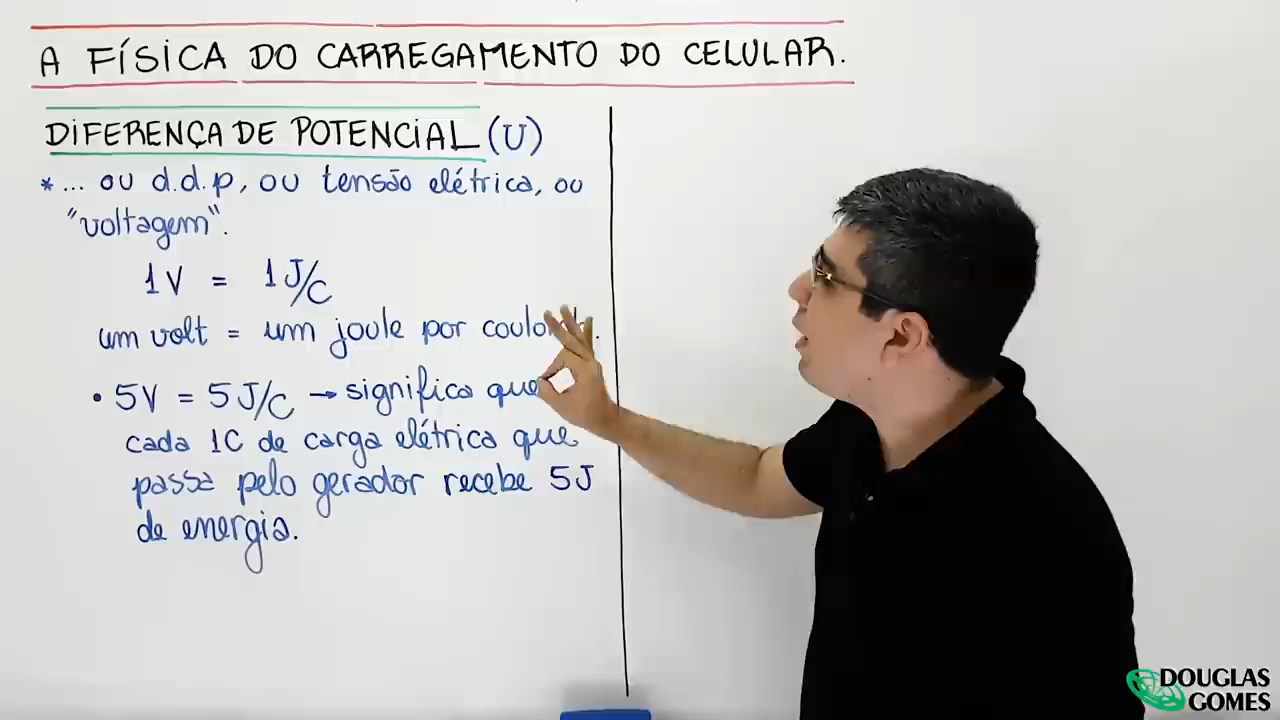 A FÍSICA DO CARREGAMENTO DO CELULAR.
DIFERENÇA DE POTENCIAL (U)
* ... ou d.d.p, ou tensão elétrica, ou
"voltagem".
1V = 1J/C
um volt = um joule por
• 5V = 5J/C → significa que
cada 1C de carga elétrica que
passa pelo gerador recebe 5J
de energia.
DOUGLAS
GOMES